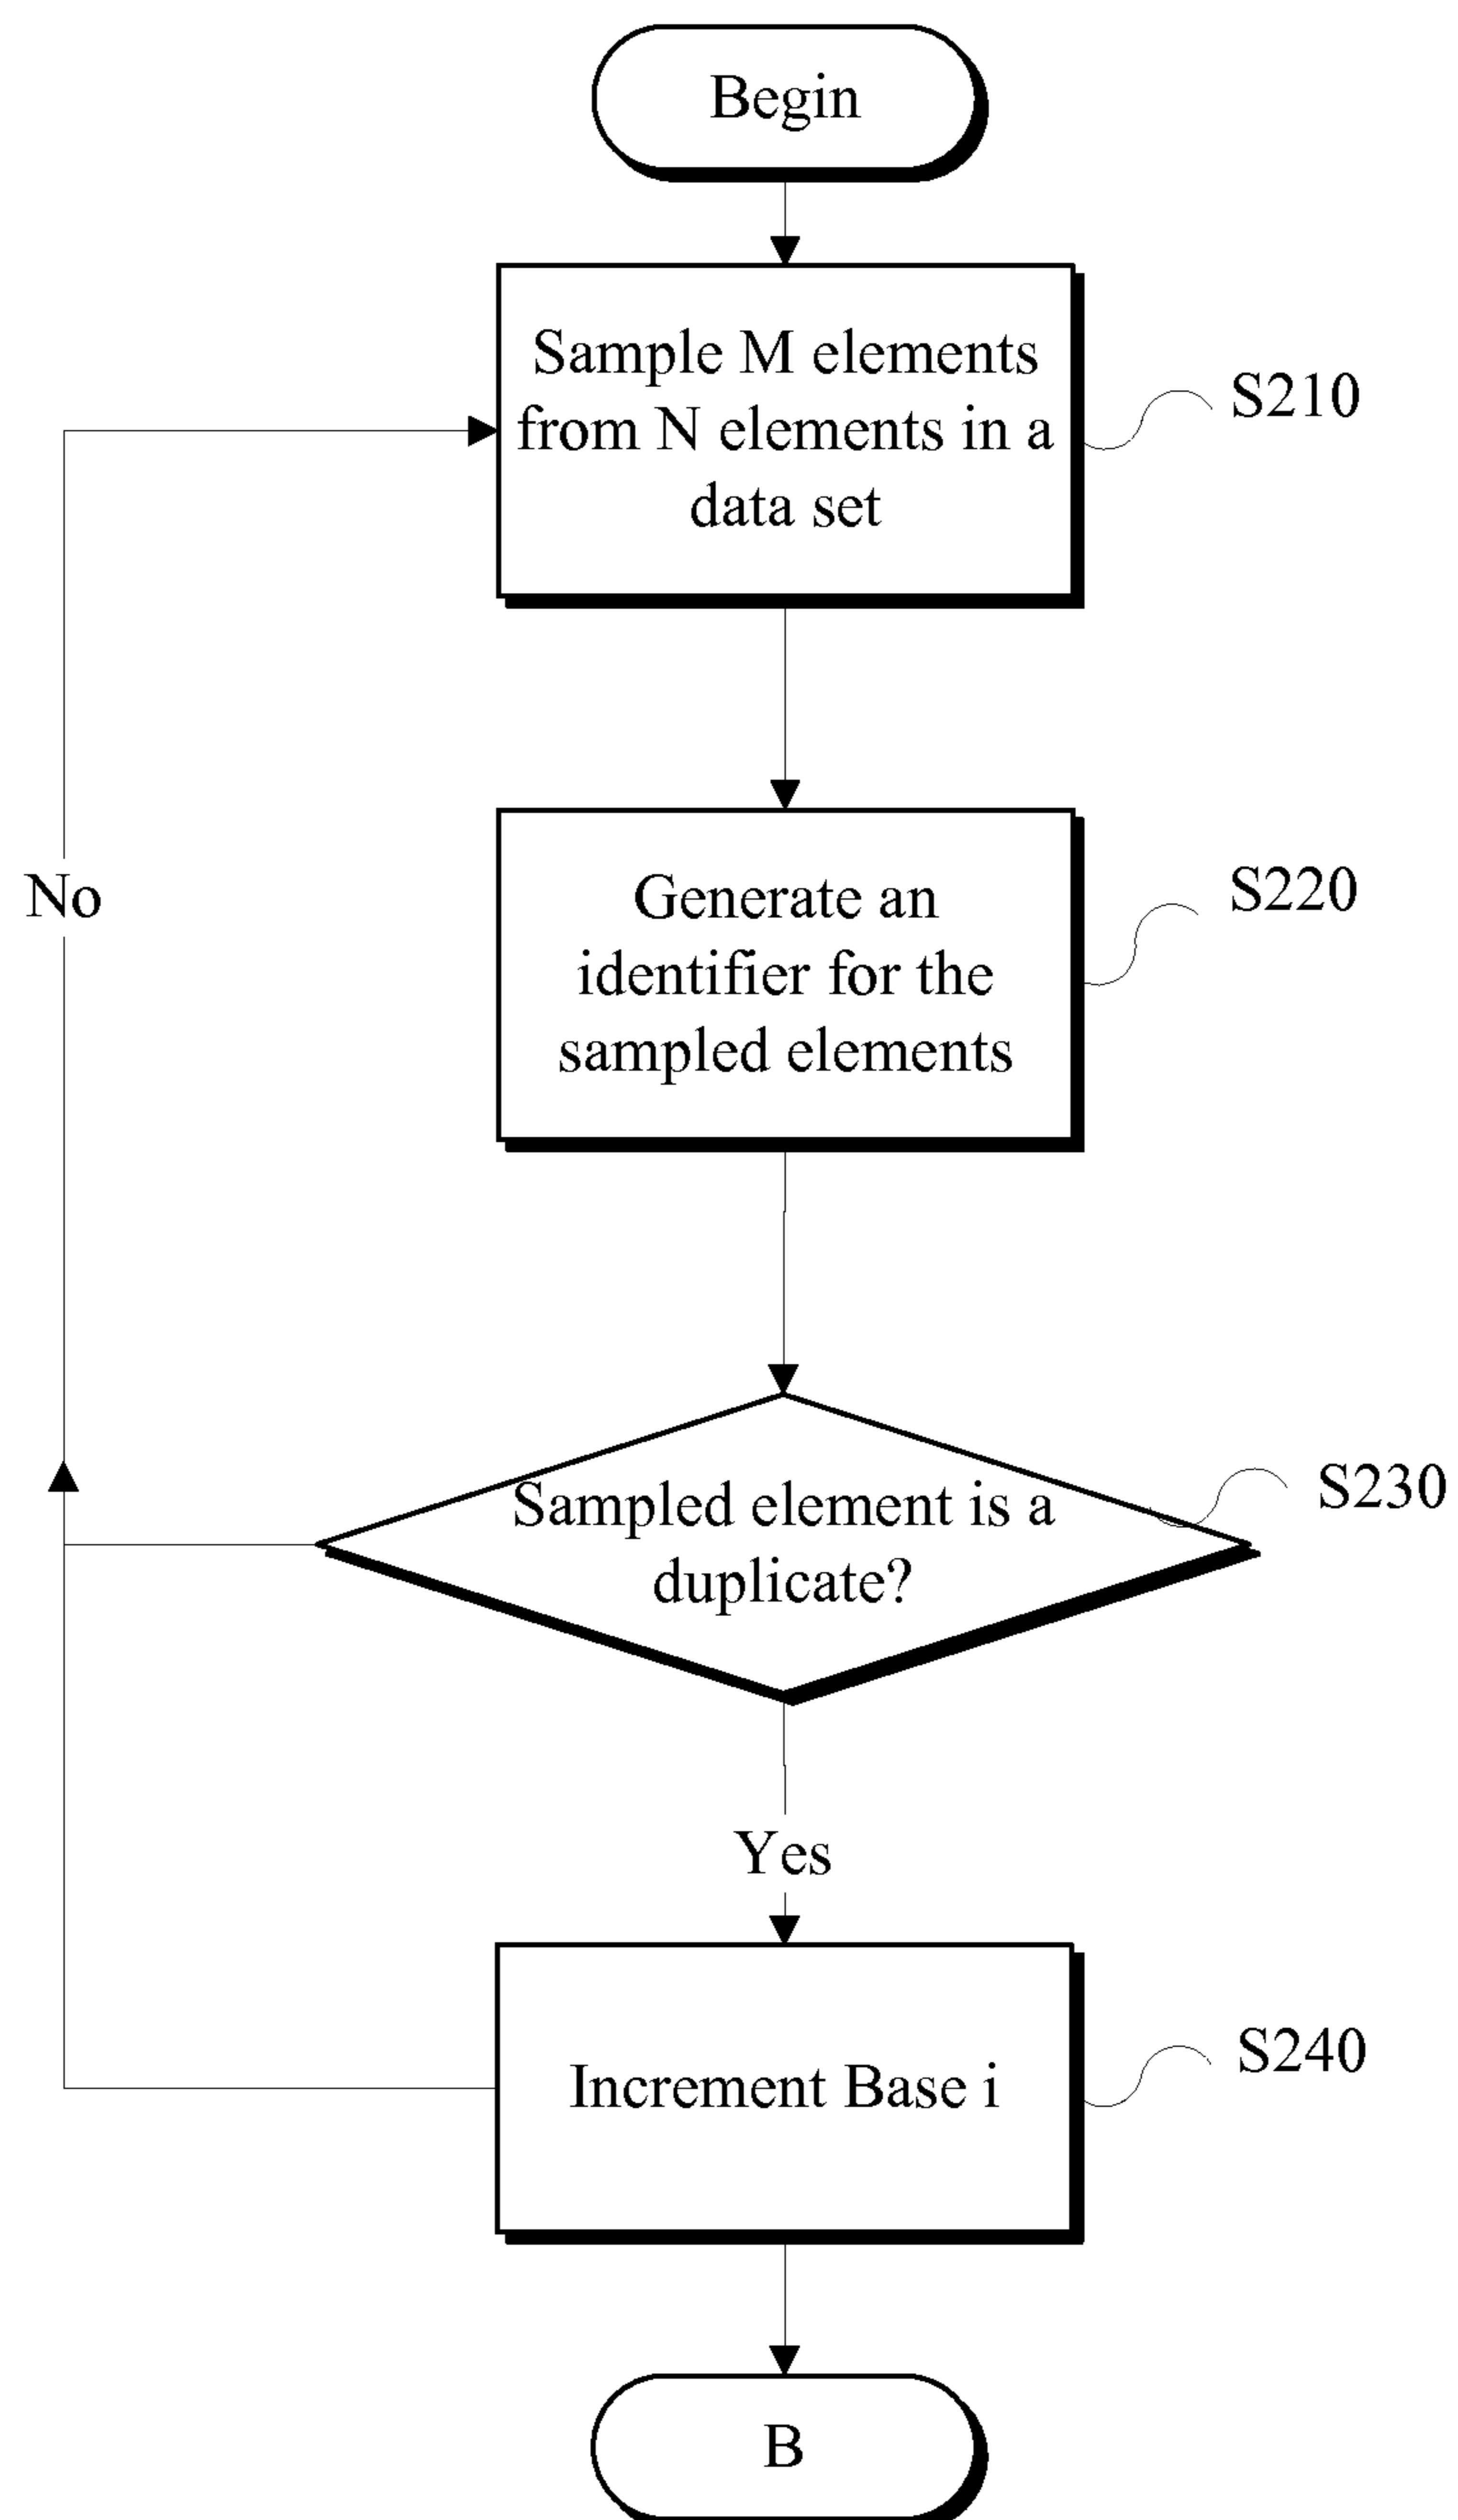 Begin
Sample M elements
from N elements in a
data set
S210
No
Generate an
identifier for the
sampled elements
S220
Sampled element is a
duplicate?
S230
Yes
Increment Base i
S240
B